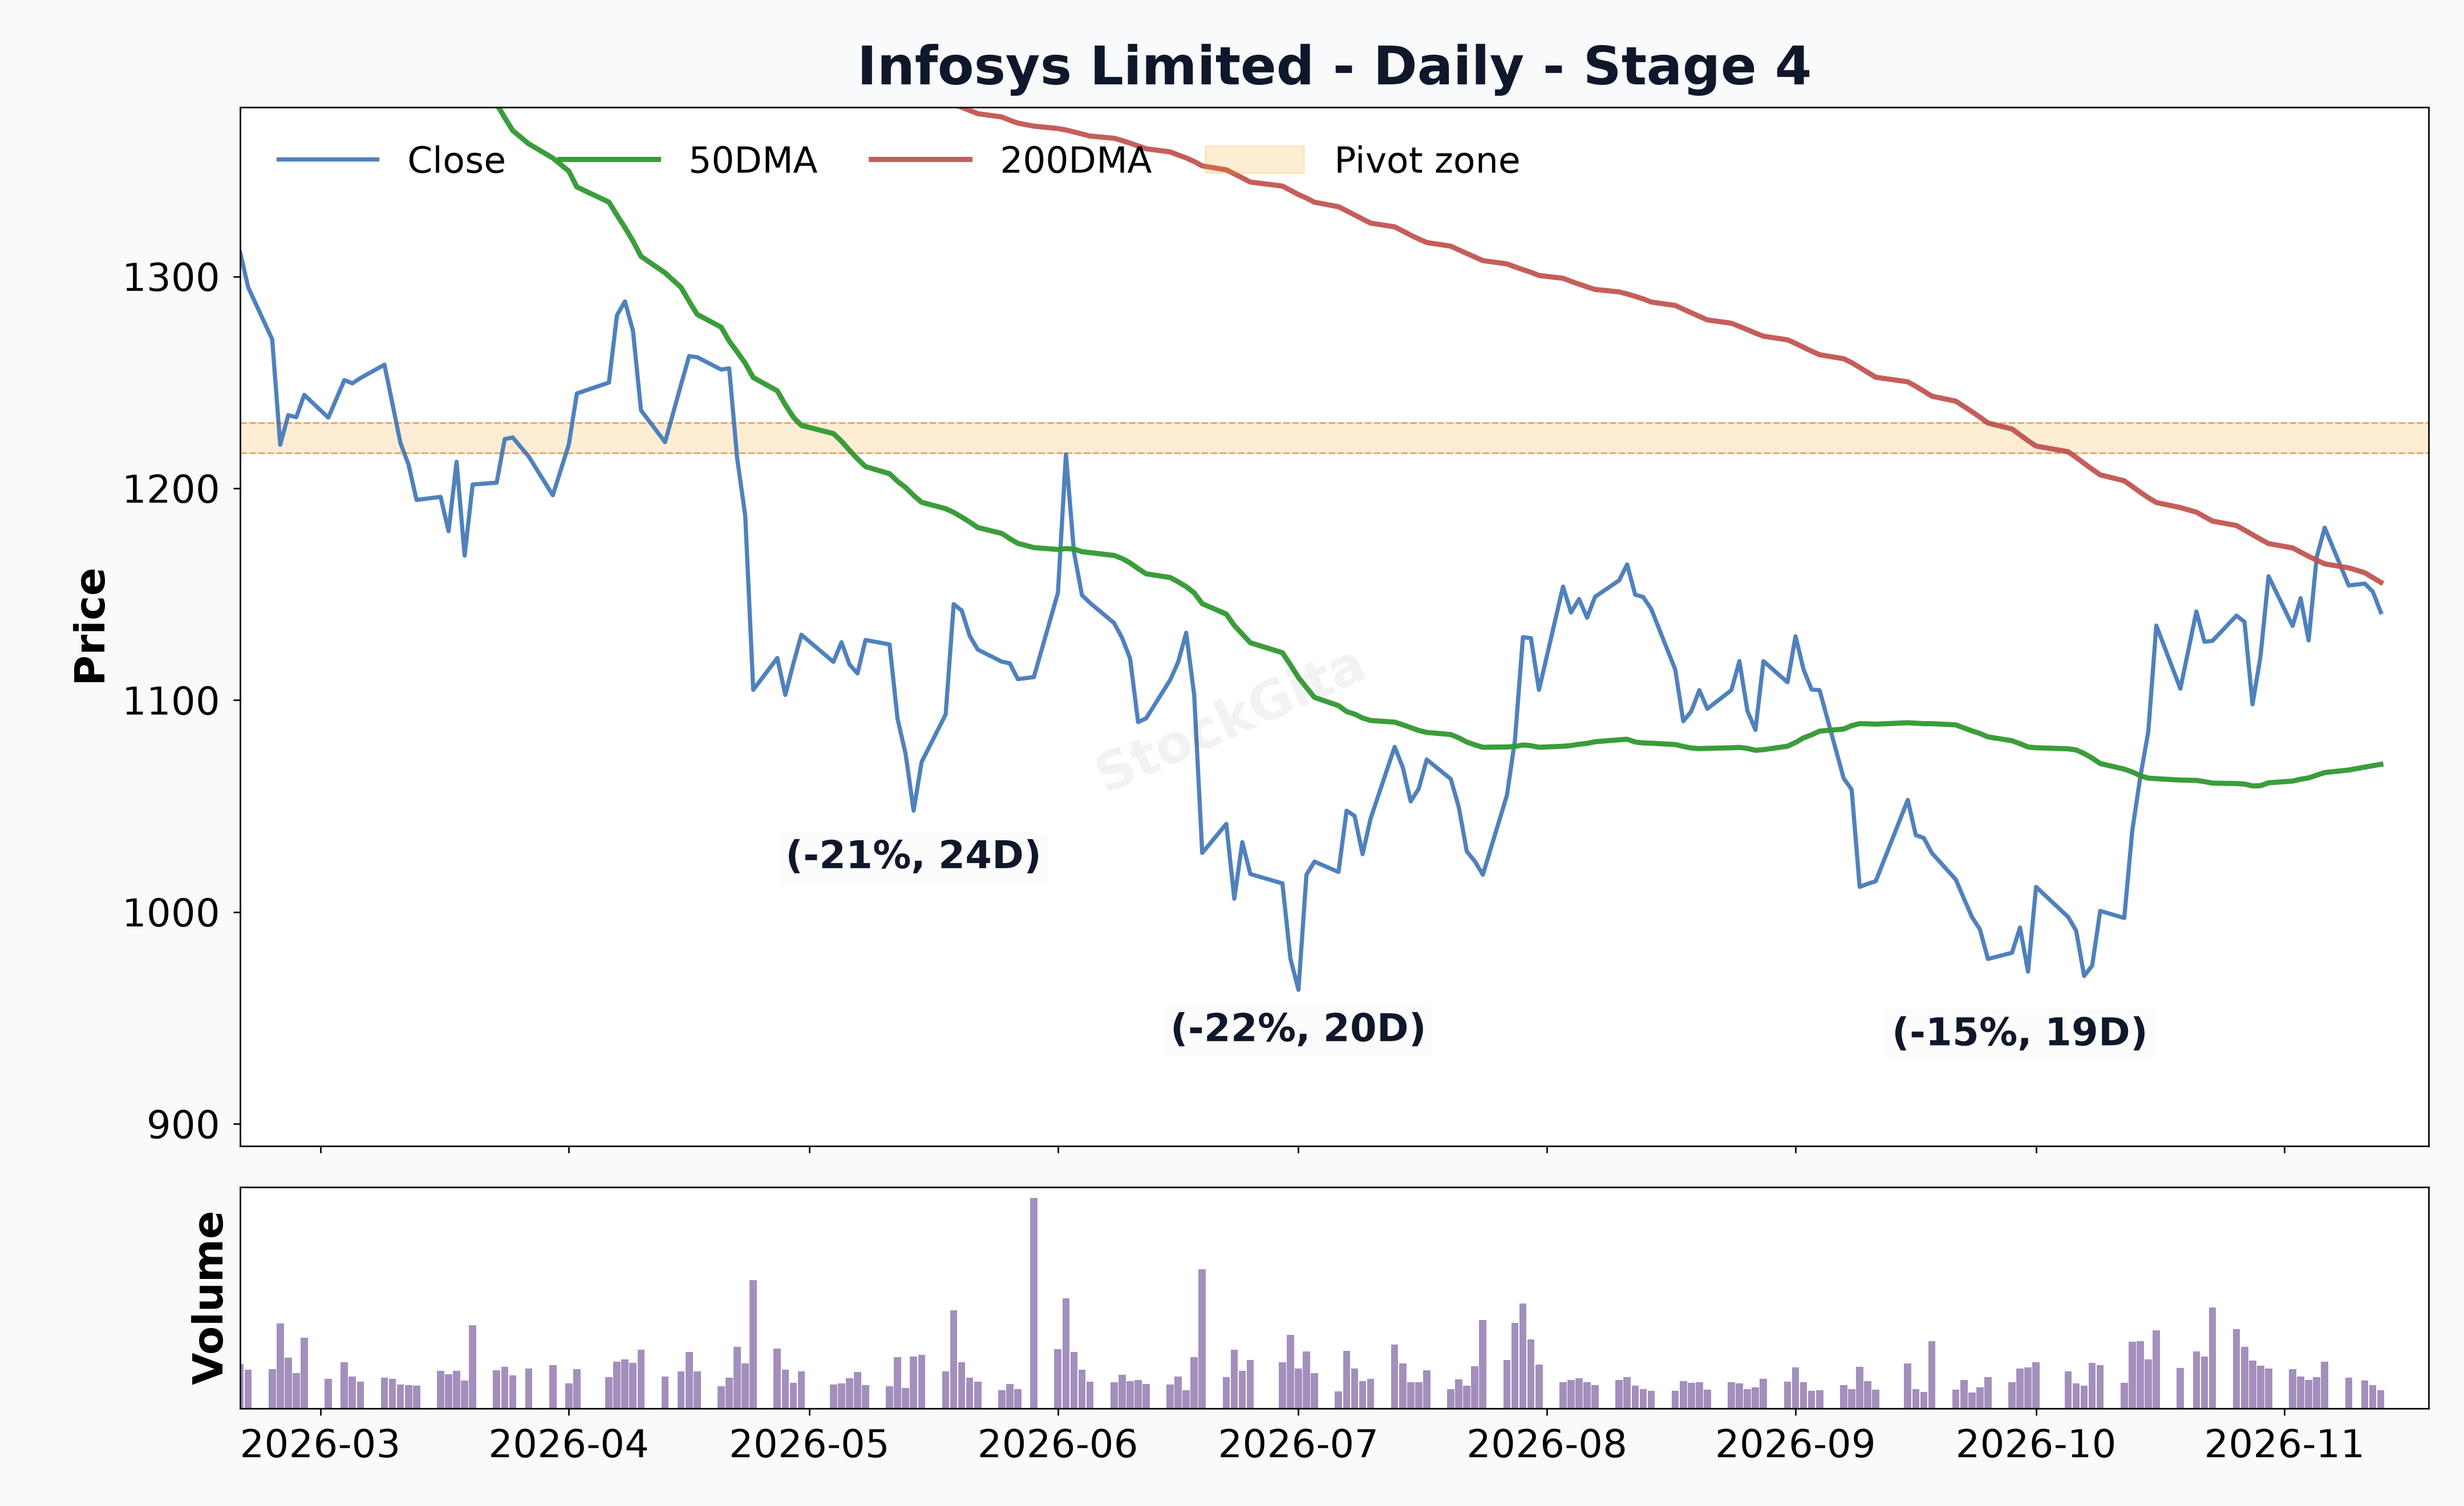 Infosys Limited - Daily - Stage 4
Close 50DMA 200DMA Pivot zone
Price
1300
1200
1100
1000
900
StockGita
(-21%, 24D)
(-22%, 20D)
(-15%, 19D)
Volume
2026-03 2026-04 2026-05 2026-06 2026-07 2026-08 2026-09 2026-10 2026-11